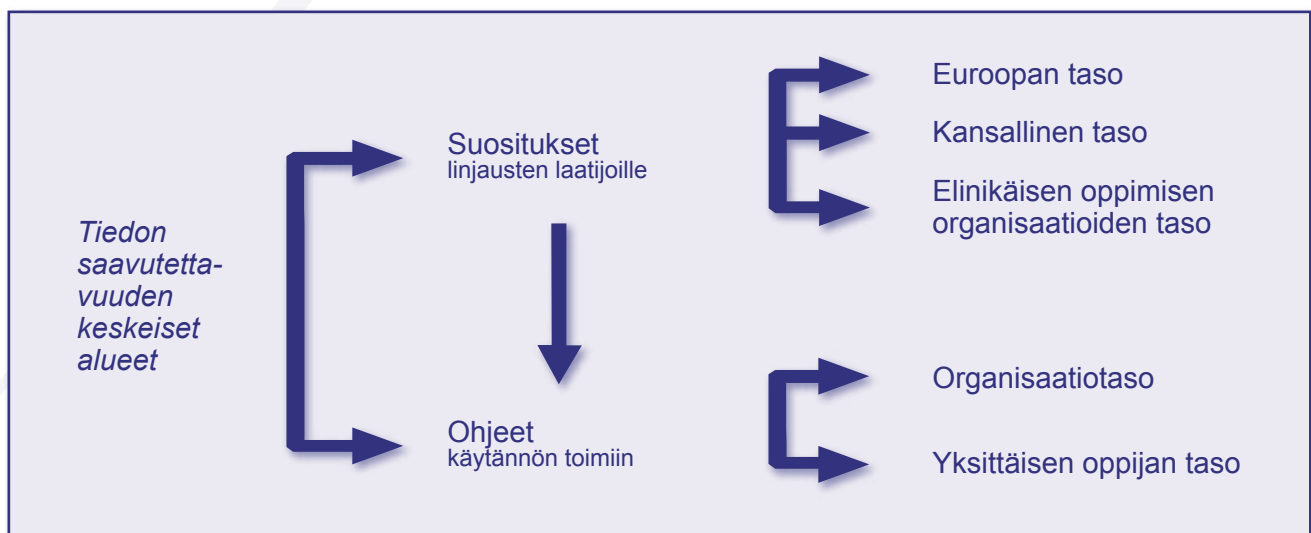 Tiedon
saavutetta-
vuuden
keskeiset
alueet
Suositukset
linjausten laatijoille
Ohjeet
käytännön toimiin
Euroopan taso
Kansallinen taso
Elinikäisen oppimisen
organisaatioiden taso
Organisaatiotaso
Yksittäisen oppijan taso